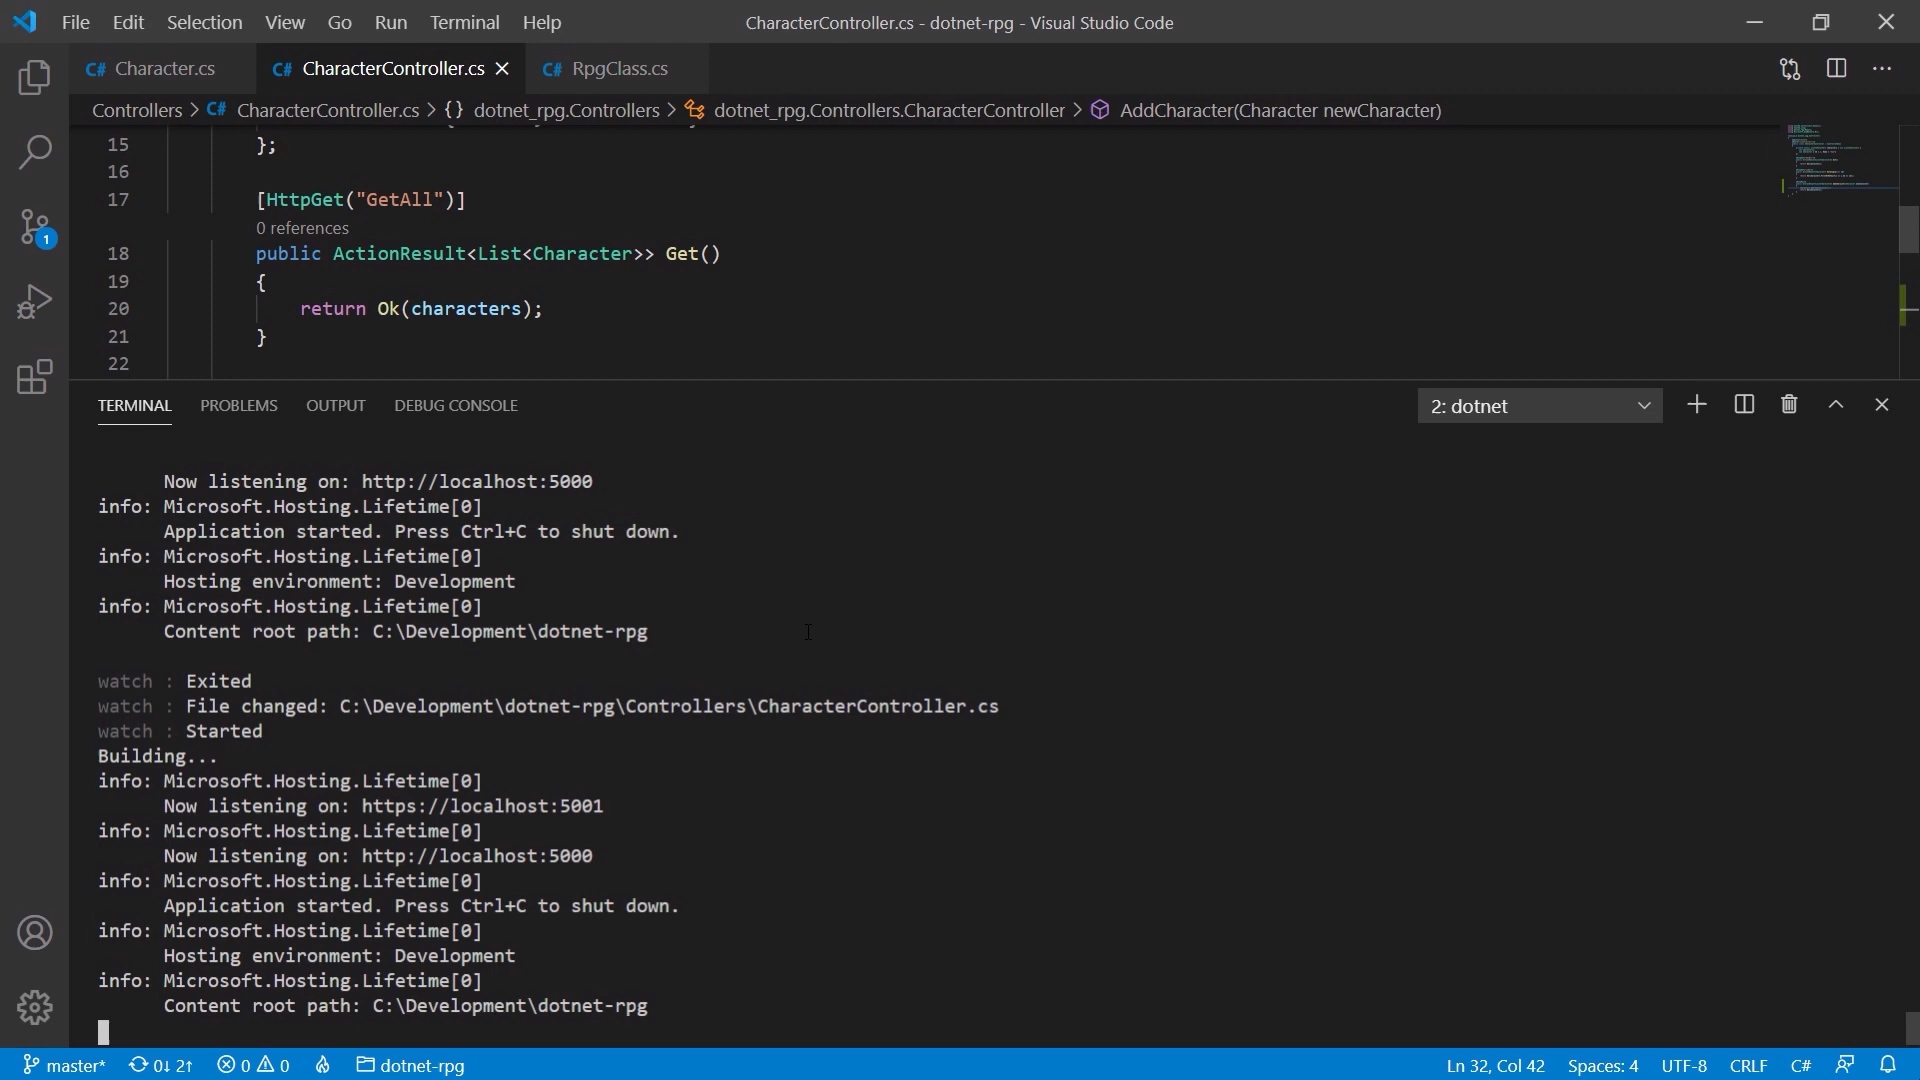 File Edit Selection View Go Run Terminal Help
CharacterController.cs - dotnet-rpg - Visual Studio Code
C# Character.cs
C# CharacterController.cs
C# RpgClass.cs
Controllers > C# CharacterController.cs > {} dotnet_rpg.Controllers > dotnet_rpg.Controllers.CharacterController > AddCharacter(Character newCharacter)
15 };
16
17 [HttpGet("GetAll")]
0 references
18 public ActionResult<List<Character>> Get()
19 {
20 return Ok(characters);
21 }
22
1
TERMINAL PROBLEMS OUTPUT DEBUG CONSOLE
2: dotnet
Now listening on: http://localhost:5000
info: Microsoft.Hosting.Lifetime[0]
Application started. Press Ctrl+C to shut down.
info: Microsoft.Hosting.Lifetime[0]
Hosting environment: Development
info: Microsoft.Hosting.Lifetime[0]
Content root path: C:\Development\dotnet-rpg
watch : Exited
watch : File changed: C:\Development\dotnet-rpg\Controllers\CharacterController.cs
watch : Started
Building...
info: Microsoft.Hosting.Lifetime[0]
Now listening on: https://localhost:5001
info: Microsoft.Hosting.Lifetime[0]
Now listening on: http://localhost:5000
info: Microsoft.Hosting.Lifetime[0]
Application started. Press Ctrl+C to shut down.
info: Microsoft.Hosting.Lifetime[0]
Hosting environment: Development
info: Microsoft.Hosting.Lifetime[0]
Content root path: C:\Development\dotnet-rpg
master* 0↓ 2↑ 0 0 dotnet-rpg
Ln 32, Col 42 Spaces: 4 UTF-8 CRLF C#